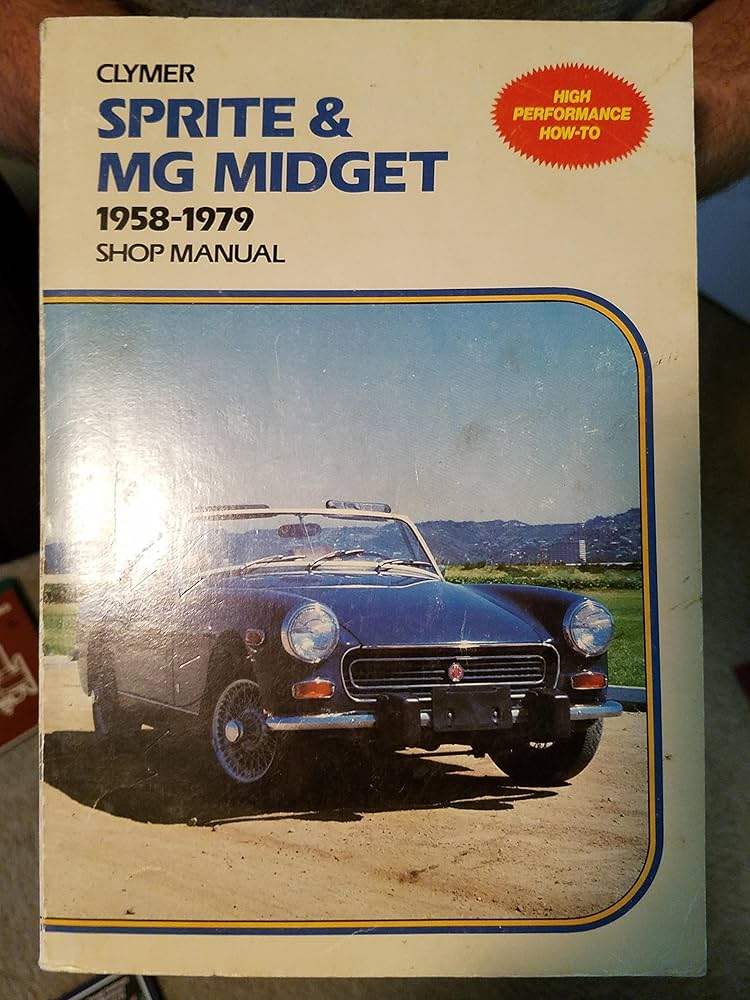 CLYMER
SPRITE &
MG MIDGET
1958-1979
SHOP MANUAL
HIGH
PERFORMANCE
HOW-TO